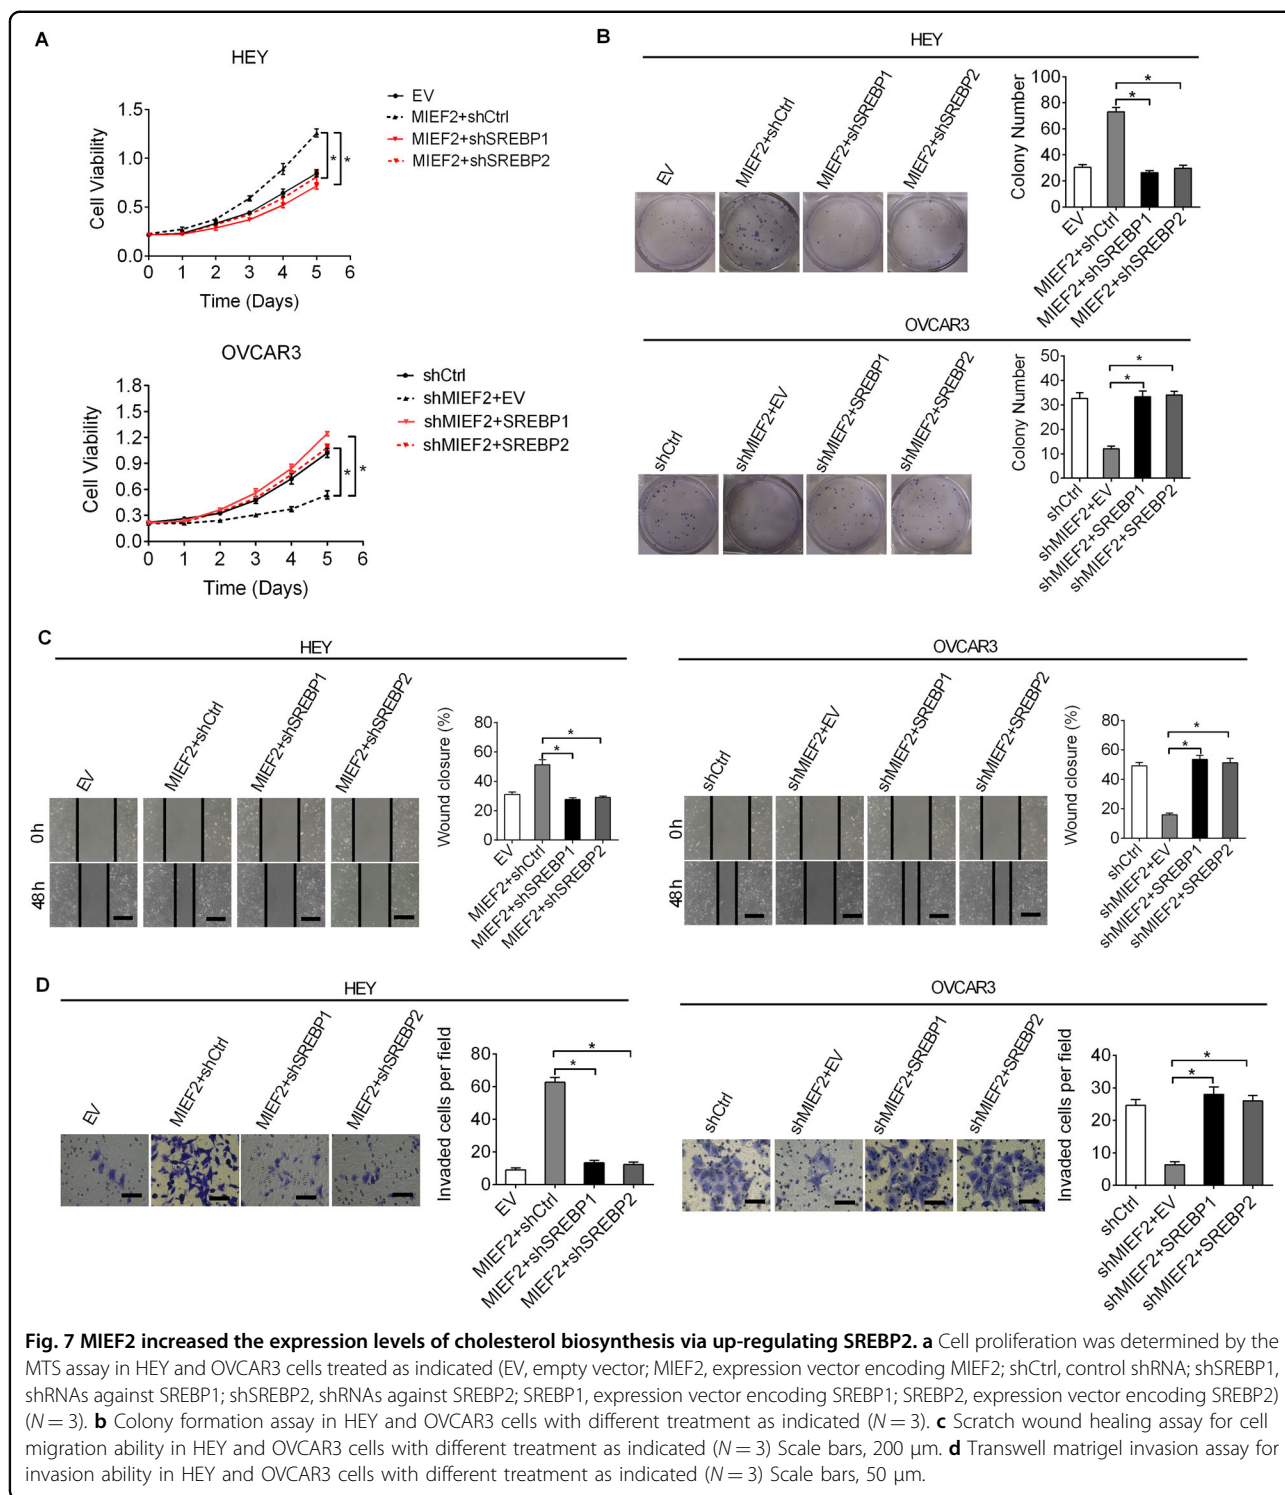 A
HEY
EV
MIEF2+shCtrl
MIEF2+shSREBP1
MIEF2+shSREBP2
Cell Viability
1.5
1.0
0.5
0.0
* *
0 1 2 3 4 5 6
Time (Days)
OVCAR3
shCtrl
shMIEF2+EV
shMIEF2+SREBP1
shMIEF2+SREBP2
Cell Viability
1.8
1.5
1.2
0.9
0.6
0.3
0.0
* *
0 1 2 3 4 5 6
Time (Days)
B
HEY
EV
MIEF2+shCtrl
MIEF2+shSREBP1
MIEF2+shSREBP2
Colony Number
100
80
60
40
20
0
*
*
EV
MIEF2+shCtrl
MIEF2+shSREBP1
MIEF2+shSREBP2
OVCAR3
shCtrl
shMIEF2+EV
shMIEF2+SREBP1
shMIEF2+SREBP2
Colony Number
50
40
30
20
10
0
*
*
shCtrl
shMIEF2+EV
shMIEF2+SREBP1
shMIEF2+SREBP2
C
HEY
EV
MIEF2+shCtrl
MIEF2+shSREBP1
MIEF2+shSREBP2
0h
48h
Wound closure (%)
80
60
40
20
0
*
*
EV
MIEF2+shCtrl
MIEF2+shSREBP1
MIEF2+shSREBP2
OVCAR3
shCtrl
shMIEF2+EV
shMIEF2+SREBP1
shMIEF2+SREBP2
0h
48h
Wound closure (%)
80
60
40
20
0
*
*
shCtrl
shMIEF2+EV
shMIEF2+SREBP1
shMIEF2+SREBP2
D
HEY
EV
MIEF2+shCtrl
MIEF2+shSREBP1
MIEF2+shSREBP2
Invaded cells per field
80
60
40
20
0
*
*
EV
MIEF2+shCtrl
MIEF2+shSREBP1
MIEF2+shSREBP2
OVCAR3
shCtrl
shMIEF2+EV
shMIEF2+SREBP1
shMIEF2+SREBP2
Invaded cells per field
40
30
20
10
0
*
*
shCtrl
shMIEF2+EV
shMIEF2+SREBP1
shMIEF2+SREBP2
Fig. 7 MIEF2 increased the expression levels of cholesterol biosynthesis via up-regulating SREBP2. a Cell proliferation was determined by the
MTS assay in HEY and OVCAR3 cells treated as indicated (EV, empty vector; MIEF2, expression vector encoding MIEF2; shCtrl, control shRNA; shSREBP1,
shRNAs against SREBP1; shSREBP2, shRNAs against SREBP2; SREBP1, expression vector encoding SREBP1; SREBP2, expression vector encoding SREBP2)
(N = 3). b Colony formation assay in HEY and OVCAR3 cells with different treatment as indicated (N = 3). c Scratch wound healing assay for cell
migration ability in HEY and OVCAR3 cells with different treatment as indicated (N = 3) Scale bars, 200 µm. d Transwell matrigel invasion assay for
invasion ability in HEY and OVCAR3 cells with different treatment as indicated (N = 3) Scale bars, 50 µm.